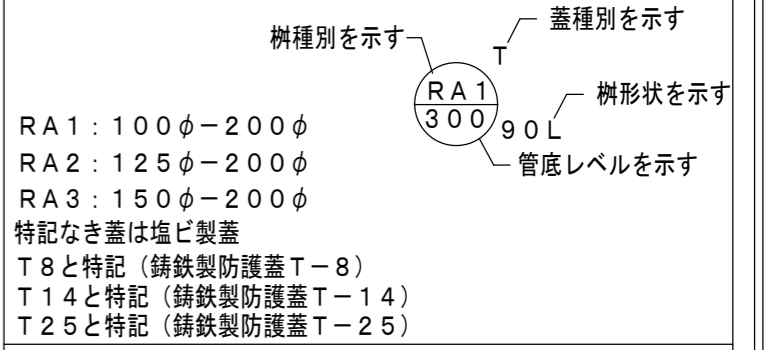 蓋種別を示す
桝種別を示す
T
RA1
300
桝形状を示す
90L
管底レベルを示す
RA1:100φ-200φ
RA2:125φ-200φ
RA3:150φ-200φ
特記なき蓋は塩ビ製蓋
T8と特記(鋳鉄製防護蓋T-8)
T14と特記(鋳鉄製防護蓋T-14)
T25と特記(鋳鉄製防護蓋T-25)